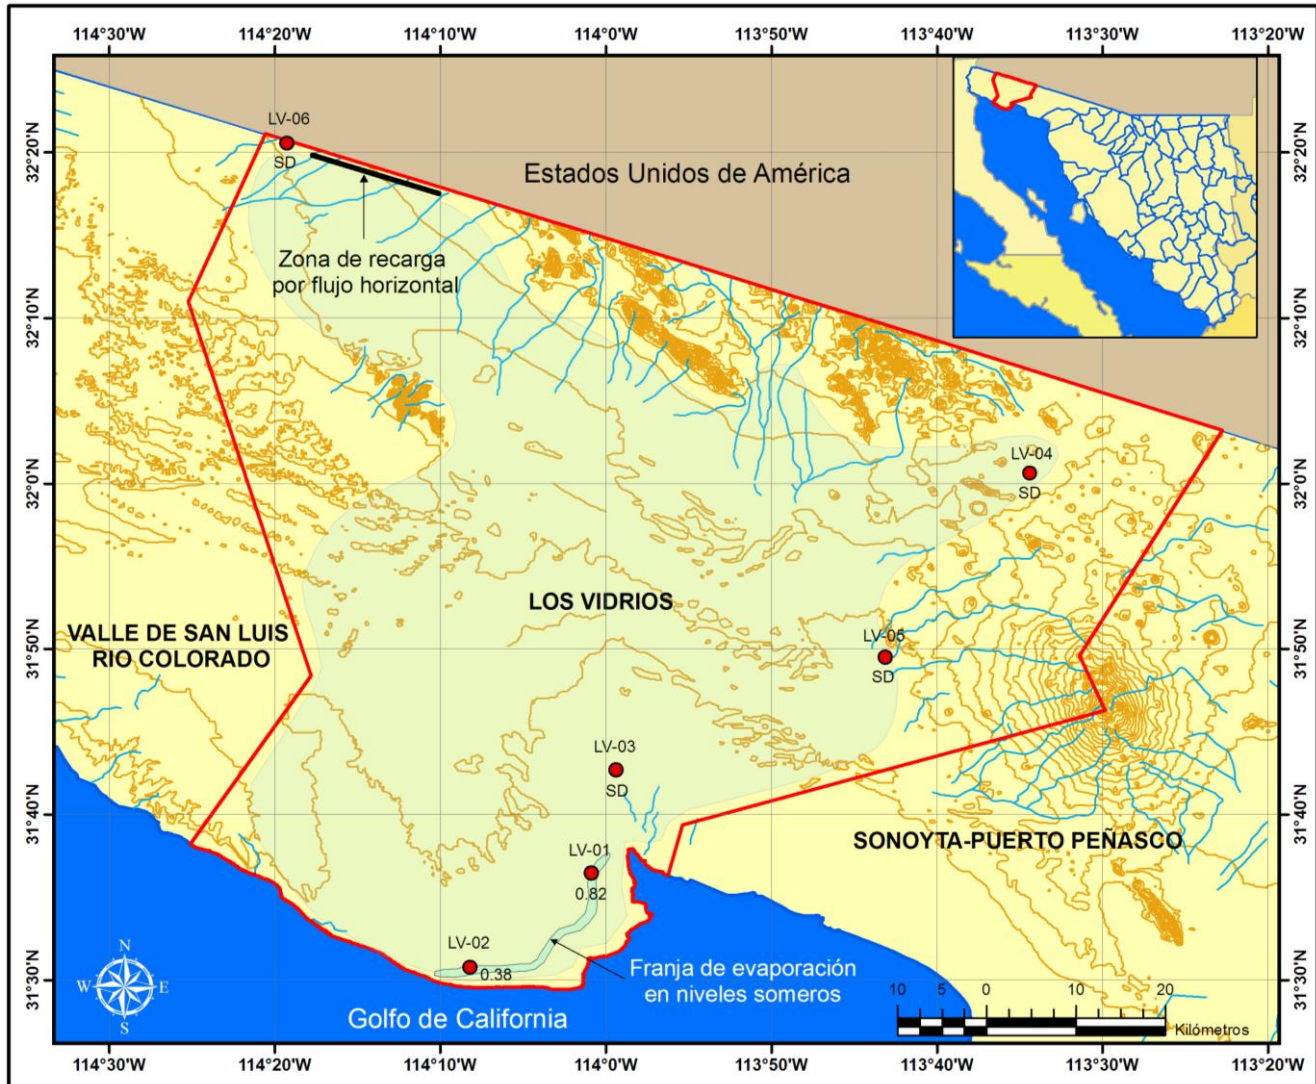 114°30'W 114°20'W 114°10'W 114°0'W 113°50'W 113°40'W 113°30'W 113°20'W
32°20'N
32°20'N
LV-06
SD
Estados Unidos de América
Zona de recarga
por flujo horizontal
32°10'N
32°10'N
LV-04
SD
32°0'N
32°0'N
LOS VIDRIOS
VALLE DE SAN LUIS
RIO COLORADO
LV-05
SD
31°50'N
31°50'N
LV-03
SD
31°40'N
31°40'N
SONOYTA-PUERTO PEÑASCO
LV-01
0.82
LV-02
0.38
Franja de evaporación
en niveles someros
31°30'N
31°30'N
N
W E
S
Golfo de California
10 5 0 10 20
Kilómetros
114°30'W 114°20'W 114°10'W 114°0'W 113°50'W 113°40'W 113°30'W 113°20'W